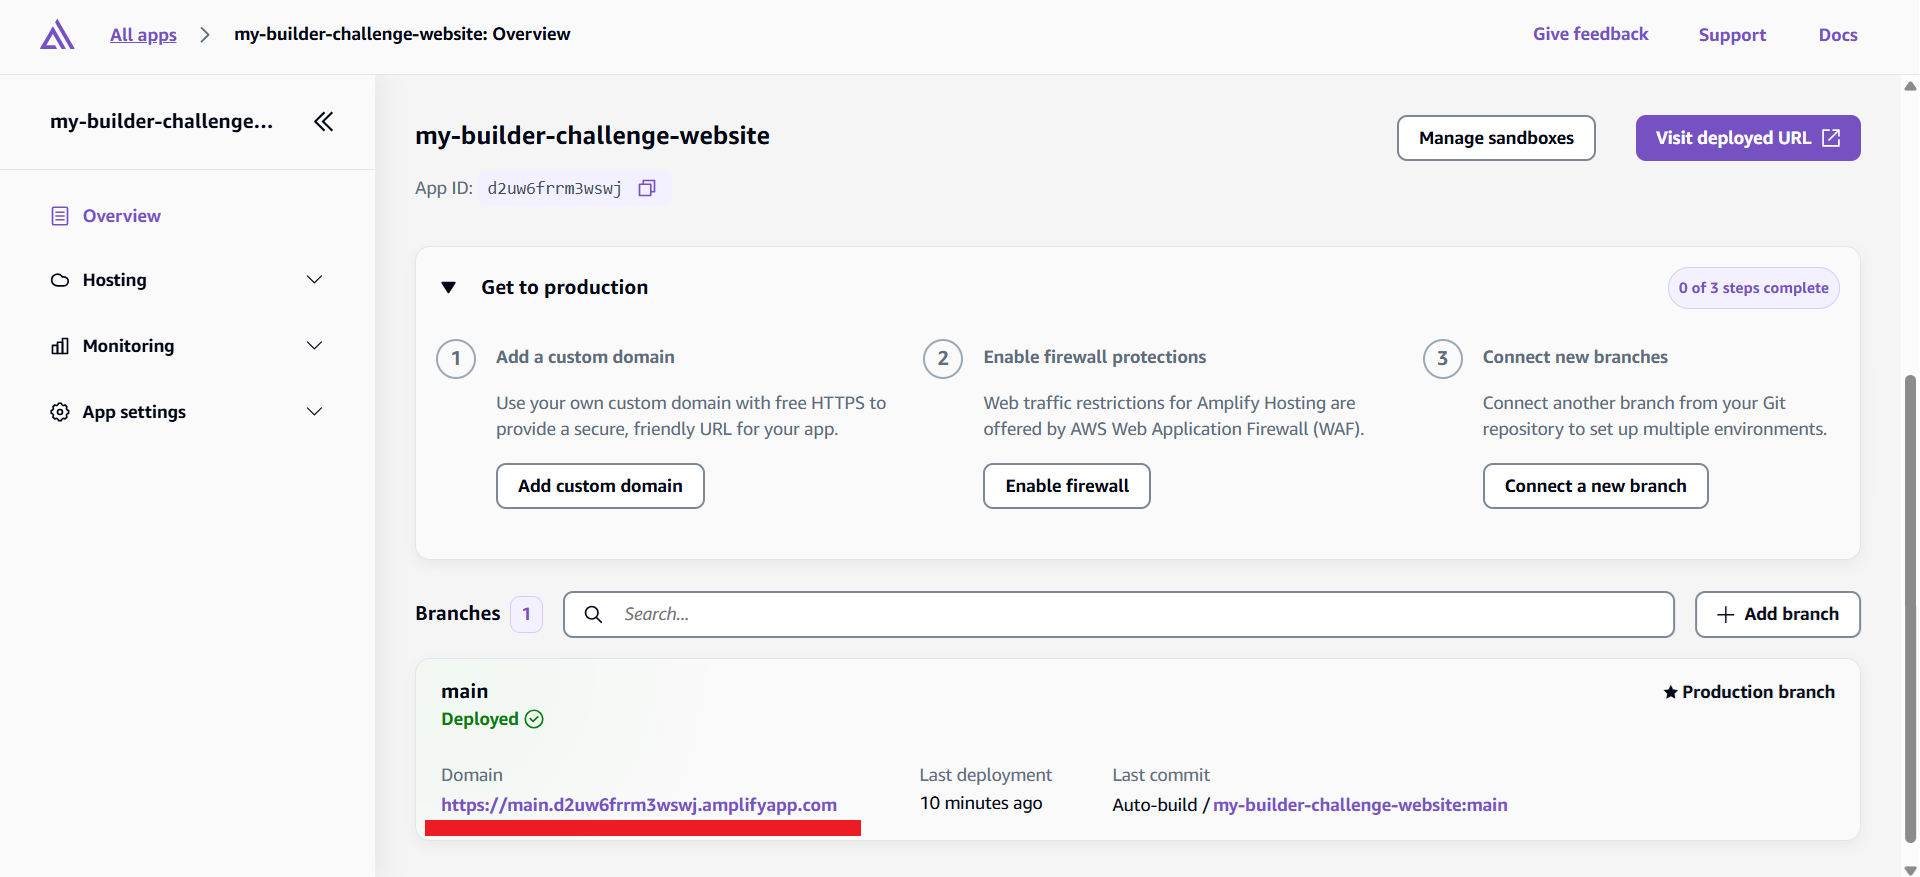 All apps
my-builder-challenge-website: Overview
Give feedback
Support
Docs
my-builder-challenge...
Overview
Hosting
Monitoring
App settings
my-builder-challenge-website
Manage sandboxes
Visit deployed URL
App ID: d2uw6frrm3wswj
Get to production
0 of 3 steps complete
1
Add a custom domain
Use your own custom domain with free HTTPS to
provide a secure, friendly URL for your app.
Add custom domain
2
Enable firewall protections
Web traffic restrictions for Amplify Hosting are
offered by AWS Web Application Firewall (WAF).
Enable firewall
3
Connect new branches
Connect another branch from your Git
repository to set up multiple environments.
Connect a new branch
Branches 1
Search...
Add branch
main
Production branch
Deployed
Domain
https://main.d2uw6frrm3wswj.amplifyapp.com
Last deployment
10 minutes ago
Last commit
Auto-build / my-builder-challenge-website:main